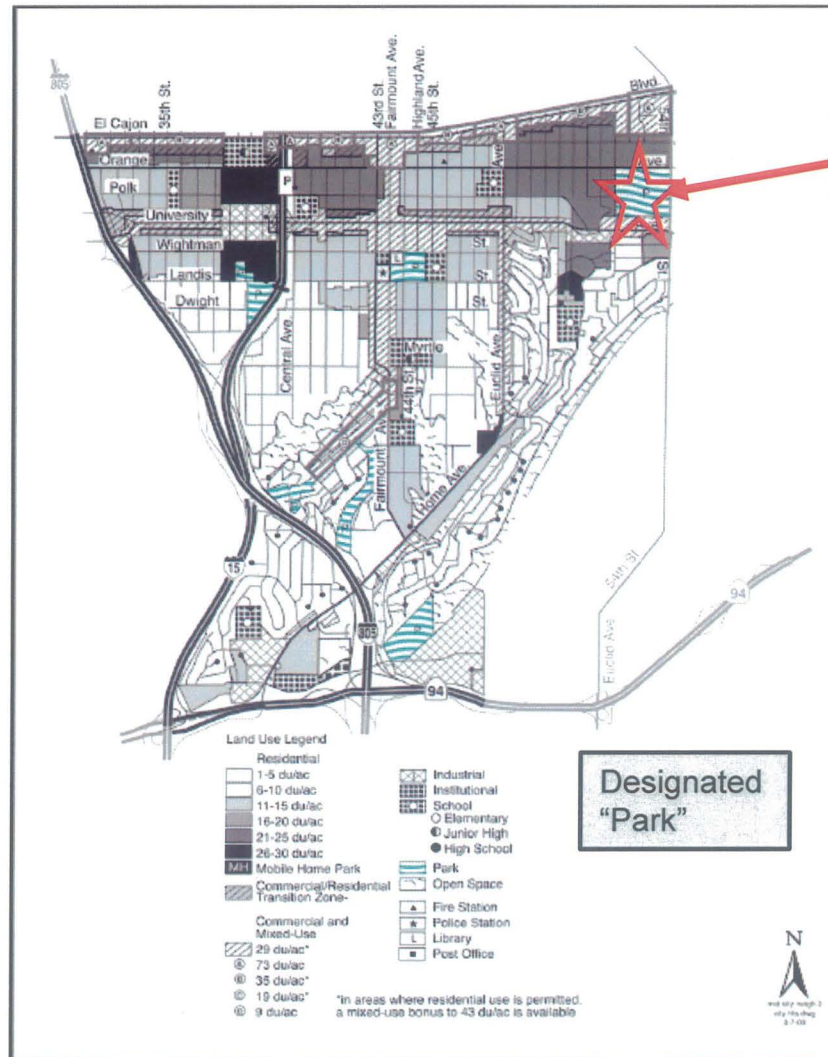 805
35th St.
43rd St.
Fairmount Ave.
Highland Ave.
45th St.
Blvd.
54th
El Cajon
Orange
Ave.
Ave.
Polk
P
University
Wightman
St.
L
Landis
St.
St.
Dwight
St.
Central Ave.
Myrtle
44th St.
Euclid Ave.
Fairmount
Ave.
Home Ave.
15
805
54th St.
94
Euclid Ave.
94
Land Use Legend
Residential
1-5 du/ac
6-10 du/ac
11-15 du/ac
16-20 du/ac
21-25 du/ac
26-30 du/ac
MH Mobile Home Park
Commercial/Residential
Transition Zone-
Commercial and
Mixed-Use
29 du/ac*
A 73 du/ac
B 35 du/ac*
C 19 du/ac*
D 9 du/ac
Industrial
Institutional
School
Elementary
Junior High
High School
Park
Open Space
Fire Station
Police Station
L Library
Post Office
*in areas where residential use is permitted.
a mixed-use bonus to 43 du/ac is available
Designated
"Park"
N